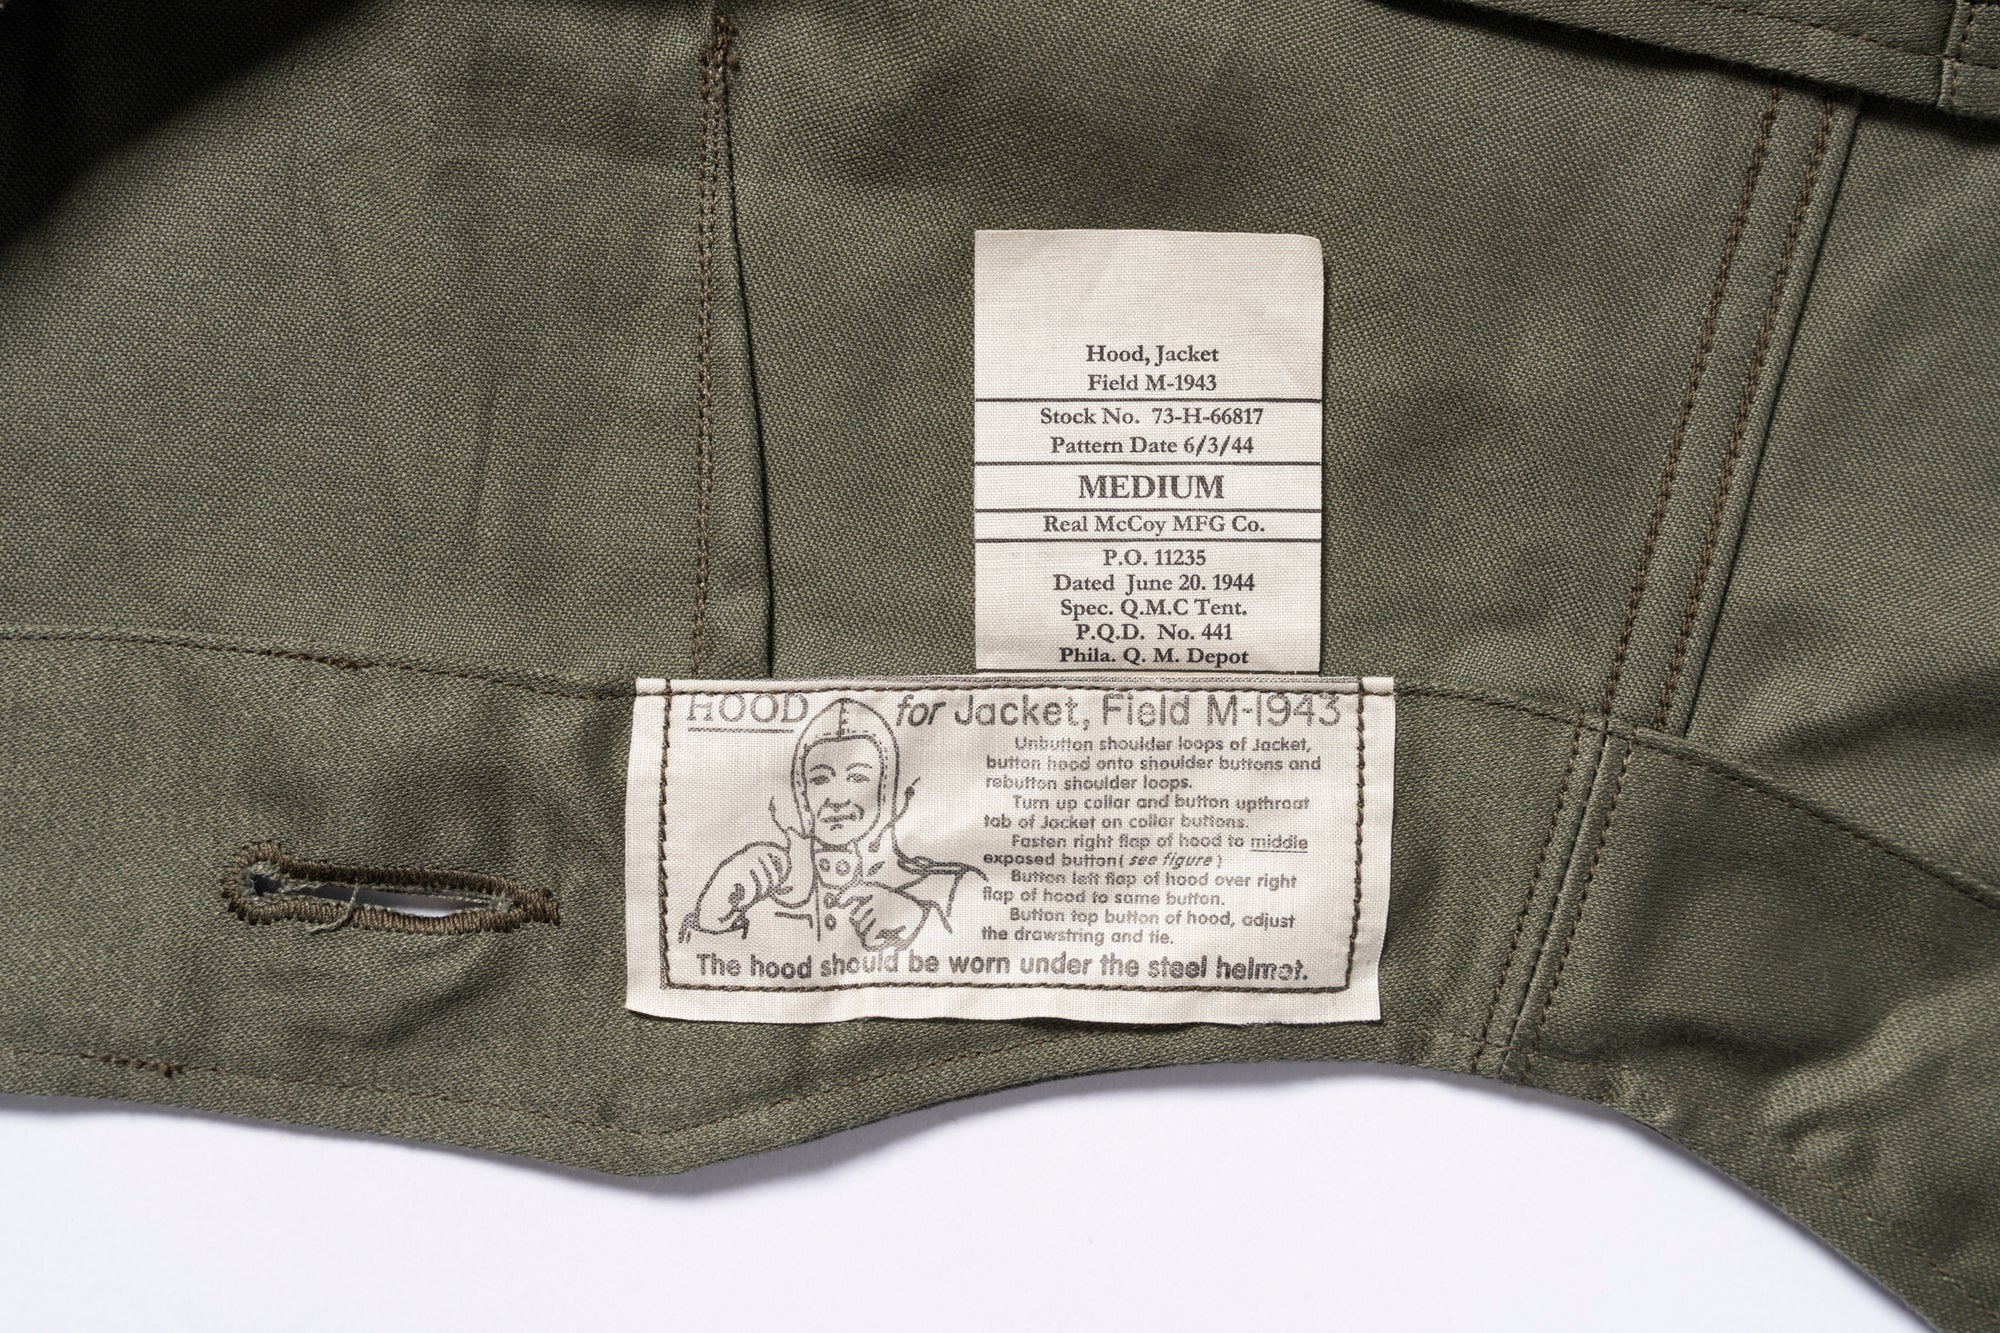 Hood, Jacket
Field M-1943
Stock No. 73-H-66817
Pattern Date 6/3/44
MEDIUM
Real McCoy MFG Co.
P.O. 11235
Dated June 20. 1944
Spec. Q.M.C Tent.
P.Q.D. No. 441
Phila. Q. M. Depot
HOOD for Jacket, Field M-1943
Unbutton shoulder loops of Jacket,
button hood onto shoulder buttons and
rebutton shoulder loops.
Turn up collar and button upthroat
tab of Jacket on collar buttons.
Fasten right flap of hood to middle
exposed button( see figure )
Button left flap of hood over right
flap of hood to same button.
Button top button of hood, adjust
the drawstring and tie.
The hood should be worn under the steel helmet.